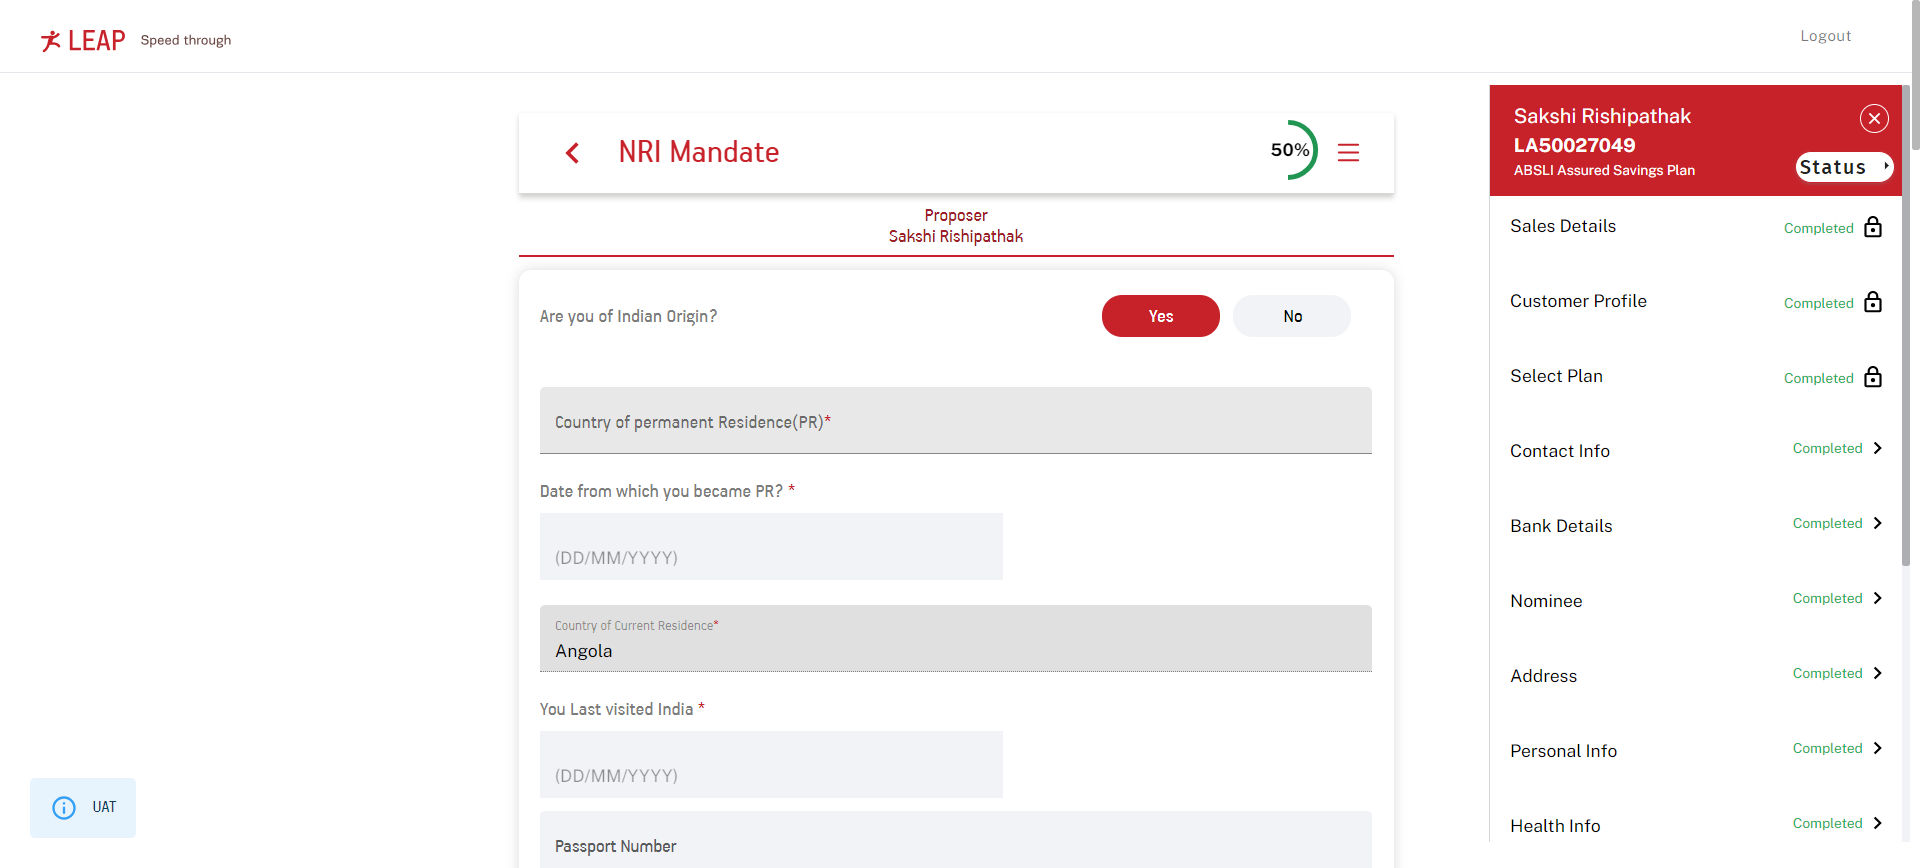 LEAP Speed through
Logout
NRI Mandate
50%
Proposer
Sakshi Rishipathak
Are you of Indian Origin?
Yes
No
Country of permanent Residence(PR)*
Date from which you became PR? *
(DD/MM/YYYY)
Country of Current Residence*
Angola
You Last visited India *
(DD/MM/YYYY)
Passport Number
UAT
Sakshi Rishipathak
LA50027049
ABSLI Assured Savings Plan
Status
Sales Details Completed
Customer Profile Completed
Select Plan Completed
Contact Info Completed
Bank Details Completed
Nominee Completed
Address Completed
Personal Info Completed
Health Info Completed